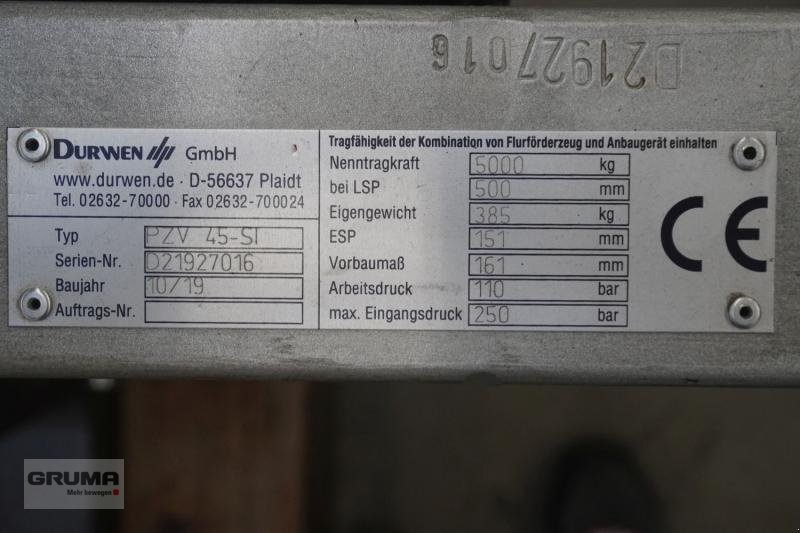 D21927016
DURWEN GmbH
www.durwen.de · D-56637 Plaidt
Tel. 02632-70000 · Fax 02632-700024
Typ PZV 45-SI
Serien-Nr. D21927016
Baujahr 10/19
Auftrags-Nr.
Tragfähigkeit der Kombination von Flurförderzeug und Anbaugerät einhalten
Nenntragkraft 5000 kg
bei LSP 500 mm
Eigengewicht 385 kg
ESP 151 mm
Vorbaumaß 161 mm
Arbeitsdruck 110 bar
max. Eingangsdruck 250 bar
CE
GRUMA
Mehr bewegen